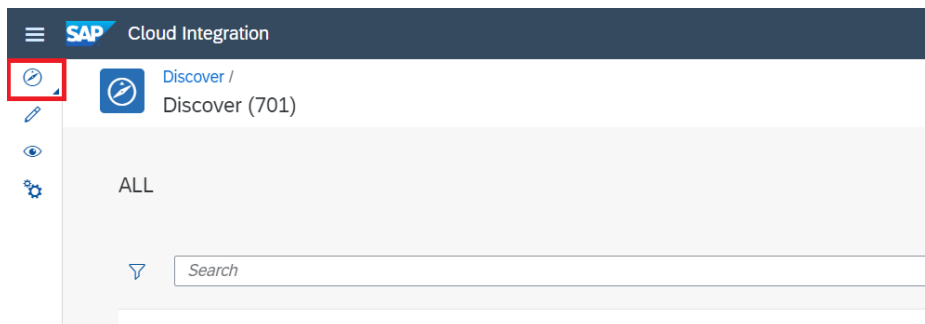 SAP Cloud Integration
Discover /
Discover (701)
ALL
Search